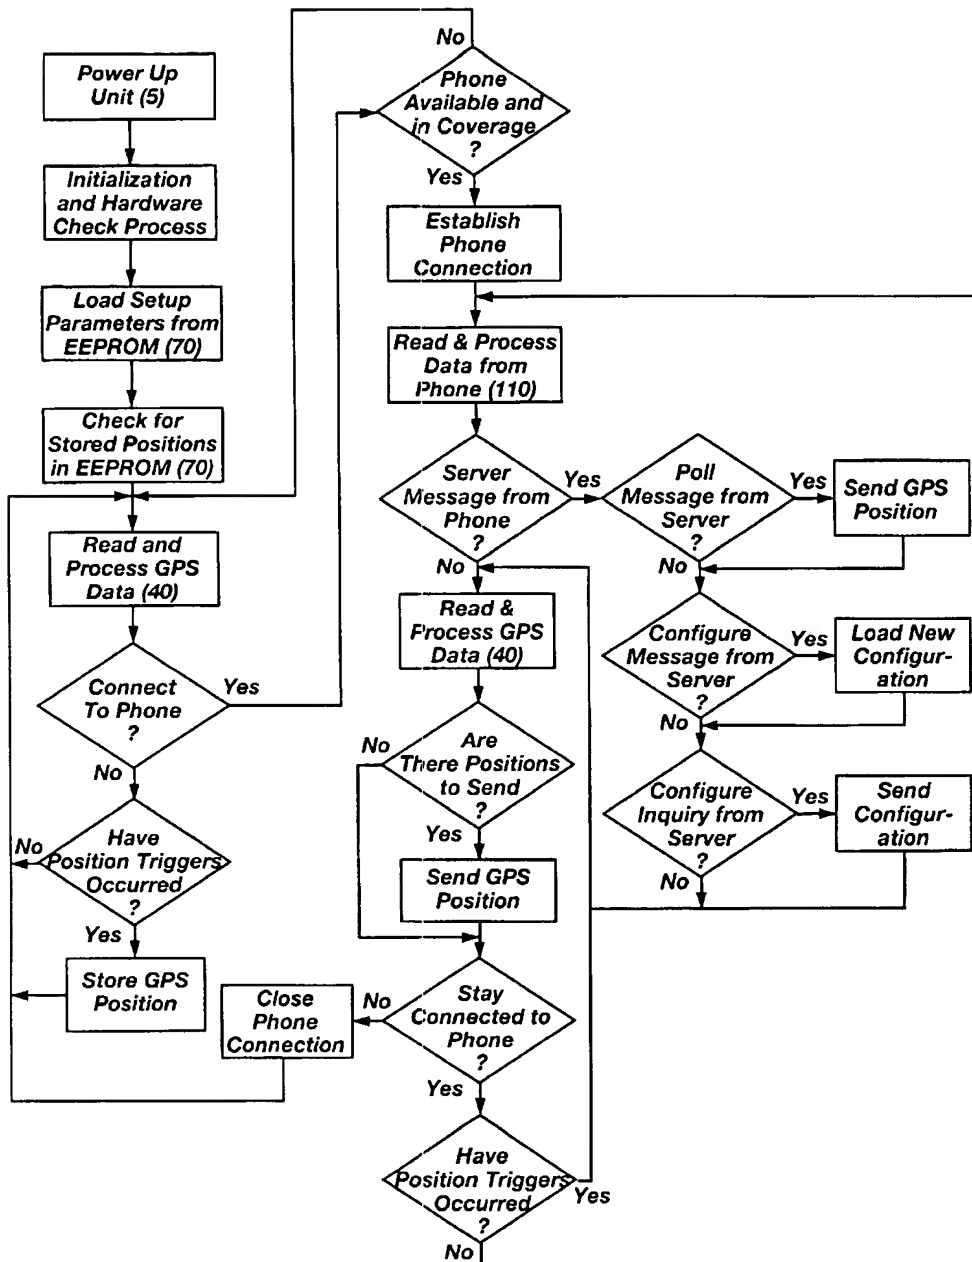 Power Up
Unit (5)
Initialization
and Hardware
Check Process
Load Setup
Parameters from
EEPROM (70)
Check for
Stored Positions
in EEPROM (70)
Read and
Process GPS
Data (40)
Connect
To Phone
?
Yes
No
Have
Position Triggers
Occurred
?
No
Yes
Store GPS
Position
No
Phone
Available and
in Coverage
?
Yes
Establish
Phone
Connection
Read & Process
Data from
Phone (110)
Server
Message from
Phone
?
Yes
No
Read &
Process GPS
Data (40)
Are
There Positions
to Send
?
No
Yes
Send GPS
Position
Stay
Connected to
Phone
?
No
Close
Phone
Connection
Yes
Have
Position Triggers
Occurred
?
Yes
No
Poll
Message from
Server
?
Yes
Send GPS
Position
No
Configure
Message from
Server
?
Yes
Load New
Configur-
ation
No
Configure
Inquiry from
Server
?
Yes
Send
Configur-
ation
No